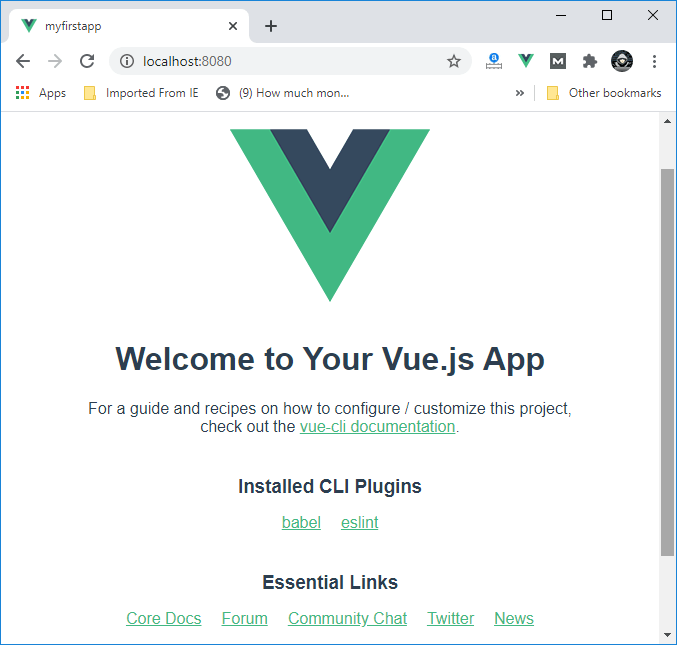 myfirstapp
localhost:8080
Apps Imported From IE (9) How much mon... » Other bookmarks
Welcome to Your Vue.js App
For a guide and recipes on how to configure / customize this project,
check out the vue-cli documentation.
Installed CLI Plugins
babel eslint
Essential Links
Core Docs Forum Community Chat Twitter News